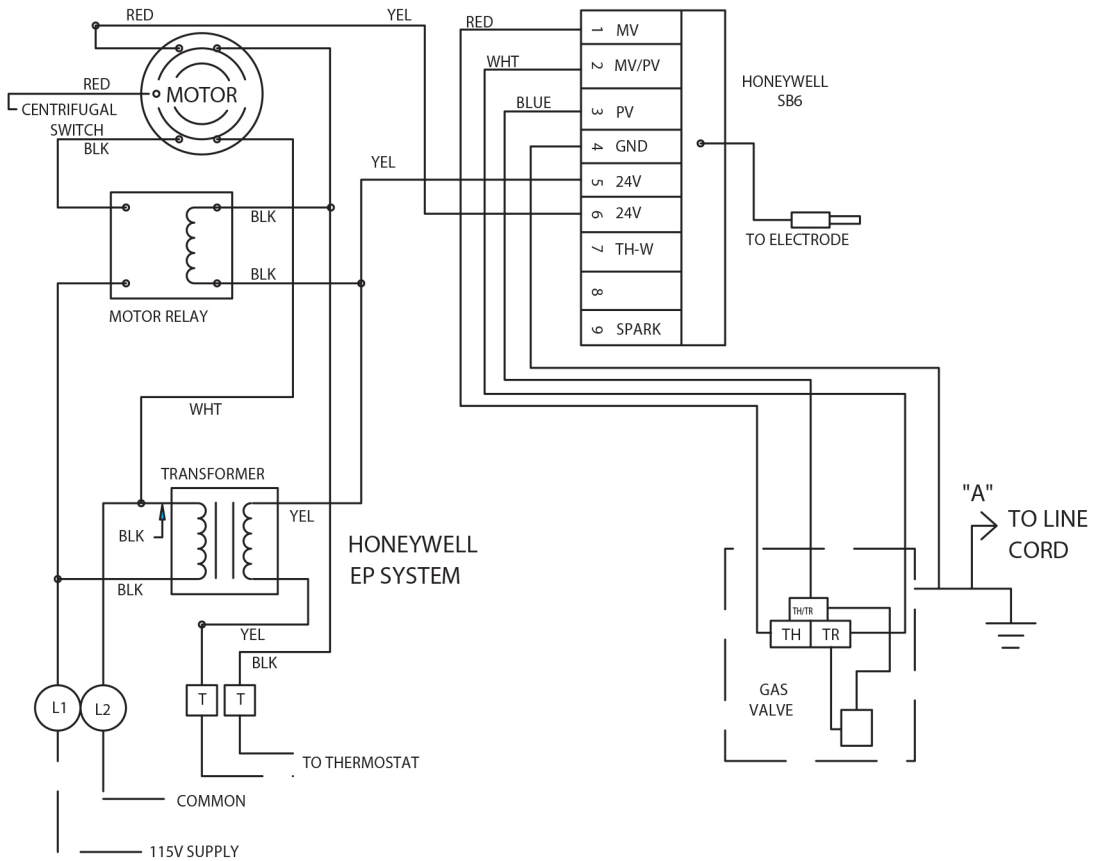 RED
YEL
RED
CENTRIFUGAL
SWITCH
BLK
MOTOR
RED
WHT
BLUE
YEL
1 MV
2 MV/PV
3 PV
4 GND
5 24V
6 24V
7 TH-W
8
9 SPARK
HONEYWELL
SB6
TO ELECTRODE
BLK
BLK
MOTOR RELAY
WHT
TRANSFORMER
BLK
YEL
BLK
YEL
BLK
HONEYWELL
EP SYSTEM
L1
L2
T
T
TO THERMOSTAT
COMMON
115V SUPPLY
"A"
TO LINE
CORD
TH/TR
TH
TR
GAS
VALVE